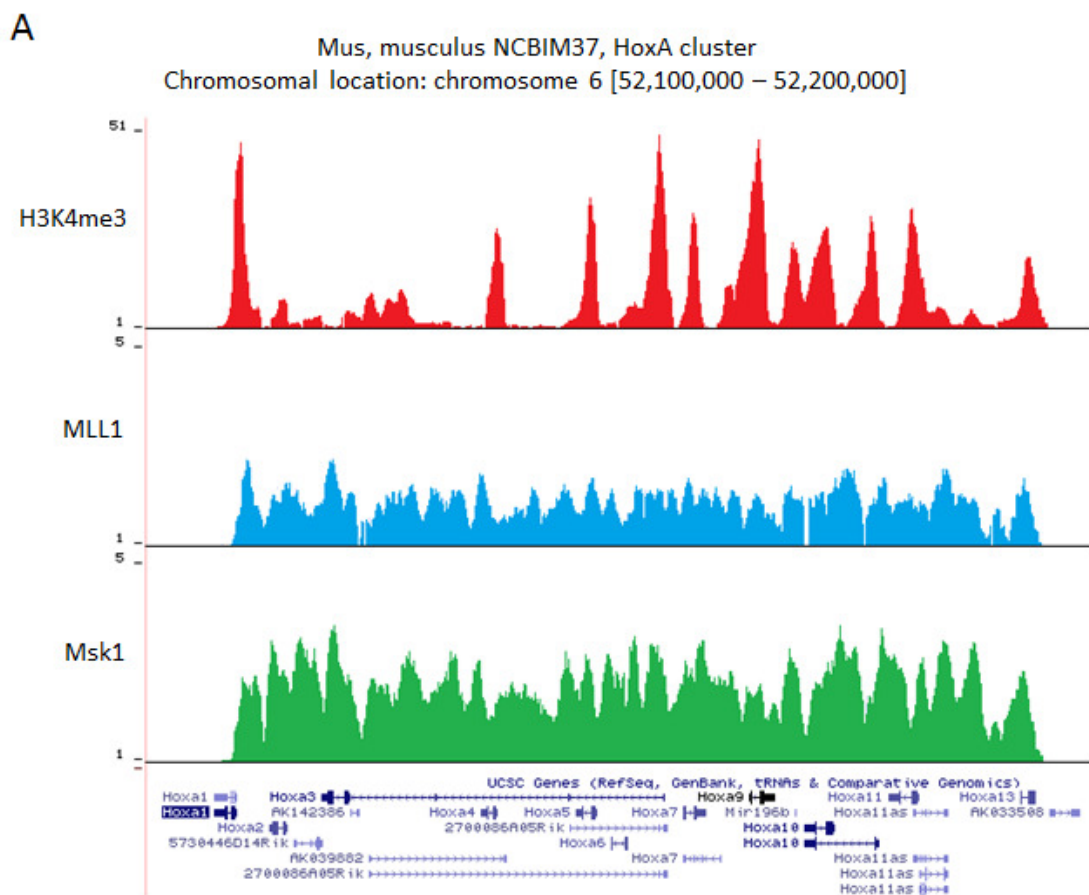 A
Mus, musculus NCBIM37, HoxA cluster
Chromosomal location: chromosome 6 [52,100,000 – 52,200,000]
51
H3K4me3
1
5
MLL1
1
5
Msk1
1
UCSC Genes (RefSeq, GenBank, tRNAs & Comparative Genomics)
Hoxa1 Hoxa3 Hoxa9 Hoxa11 Hoxa13
Hoxa1 AK142386 Hoxa4 Hoxa5 Hoxa7 Mir196b Hoxa11as AK033508
Hoxa2 2700086A05Rik Hoxa10
5730446D14Rik Hoxa6 Hoxa10
AK039882 Hoxa7 Hoxa11as
2700086A05Rik Hoxa11as
Hoxa11as